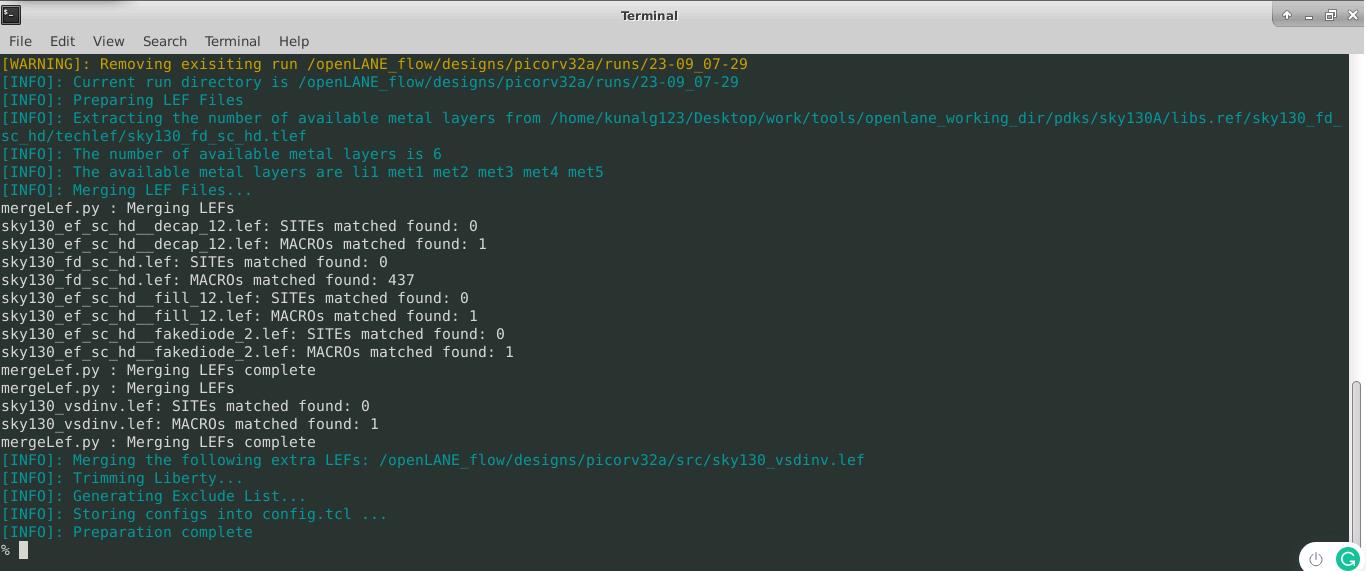 Terminal
File Edit View Search Terminal Help
[WARNING]: Removing exisiting run /openLANE_flow/designs/picorv32a/runs/23-09_07-29
[INFO]: Current run directory is /openLANE_flow/designs/picorv32a/runs/23-09_07-29
[INFO]: Preparing LEF Files
[INFO]: Extracting the number of available metal layers from /home/kunalg123/Desktop/work/tools/openlane_working_dir/pdks/sky130A/libs.ref/sky130_fd_
sc_hd/techlef/sky130_fd_sc_hd.tlef
[INFO]: The number of available metal layers is 6
[INFO]: The available metal layers are li1 met1 met2 met3 met4 met5
[INFO]: Merging LEF Files...
mergeLef.py : Merging LEFs
sky130_ef_sc_hd__decap_12.lef: SITEs matched found: 0
sky130_ef_sc_hd__decap_12.lef: MACROs matched found: 1
sky130_fd_sc_hd.lef: SITEs matched found: 0
sky130_fd_sc_hd.lef: MACROs matched found: 437
sky130_ef_sc_hd__fill_12.lef: SITEs matched found: 0
sky130_ef_sc_hd__fill_12.lef: MACROs matched found: 1
sky130_ef_sc_hd__fakediode_2.lef: SITEs matched found: 0
sky130_ef_sc_hd__fakediode_2.lef: MACROs matched found: 1
mergeLef.py : Merging LEFs complete
mergeLef.py : Merging LEFs
sky130_vsdinv.lef: SITEs matched found: 0
sky130_vsdinv.lef: MACROs matched found: 1
mergeLef.py : Merging LEFs complete
[INFO]: Merging the following extra LEFs: /openLANE_flow/designs/picorv32a/src/sky130_vsdinv.lef
[INFO]: Trimming Liberty...
[INFO]: Generating Exclude List...
[INFO]: Storing configs into config.tcl ...
[INFO]: Preparation complete
%